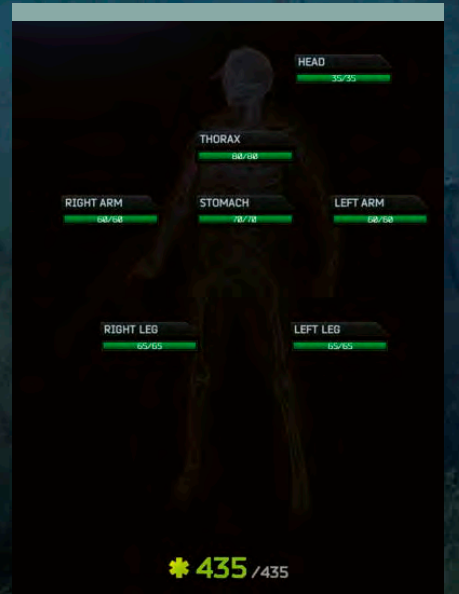 HEAD
35/35
THORAX
80/80
RIGHT ARM
60/60
STOMACH
70/70
LEFT ARM
60/60
RIGHT LEG
65/65
LEFT LEG
65/65
435/435